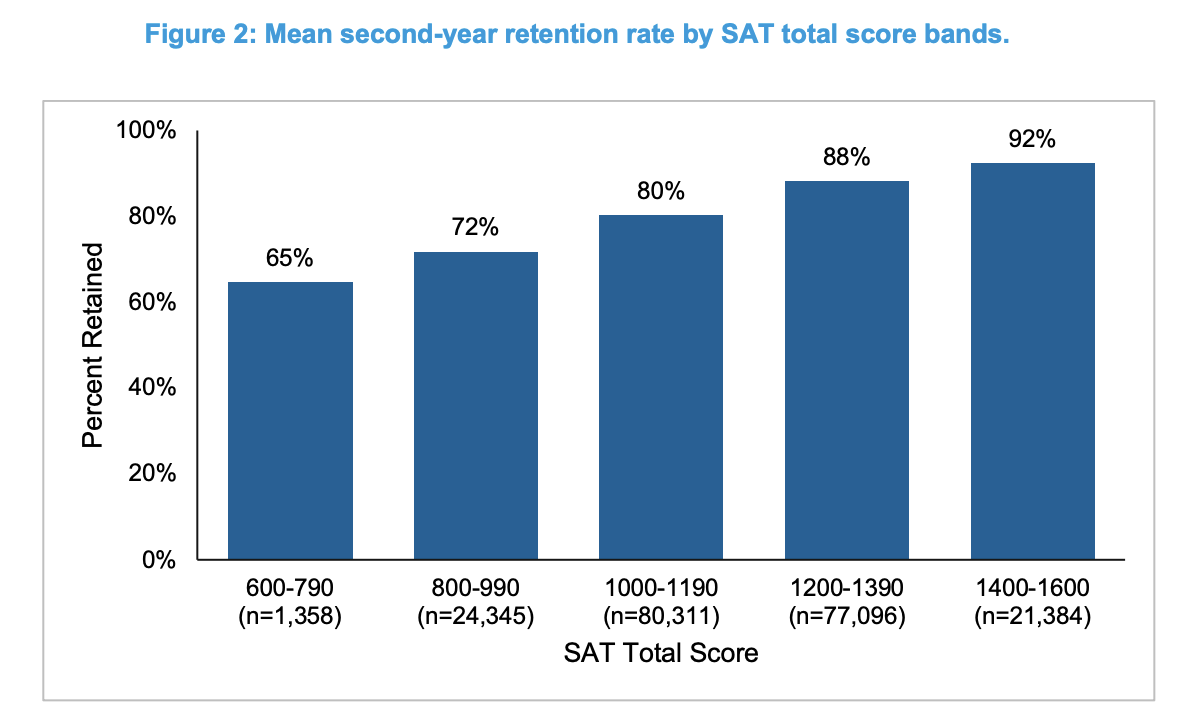 Figure 2: Mean second-year retention rate by SAT total score bands.
100%
80%
60%
40%
20%
0%
Percent Retained
65%
72%
80%
88%
92%
600-790
(n=1,358)
800-990
(n=24,345)
1000-1190
(n=80,311)
1200-1390
(n=77,096)
1400-1600
(n=21,384)
SAT Total Score